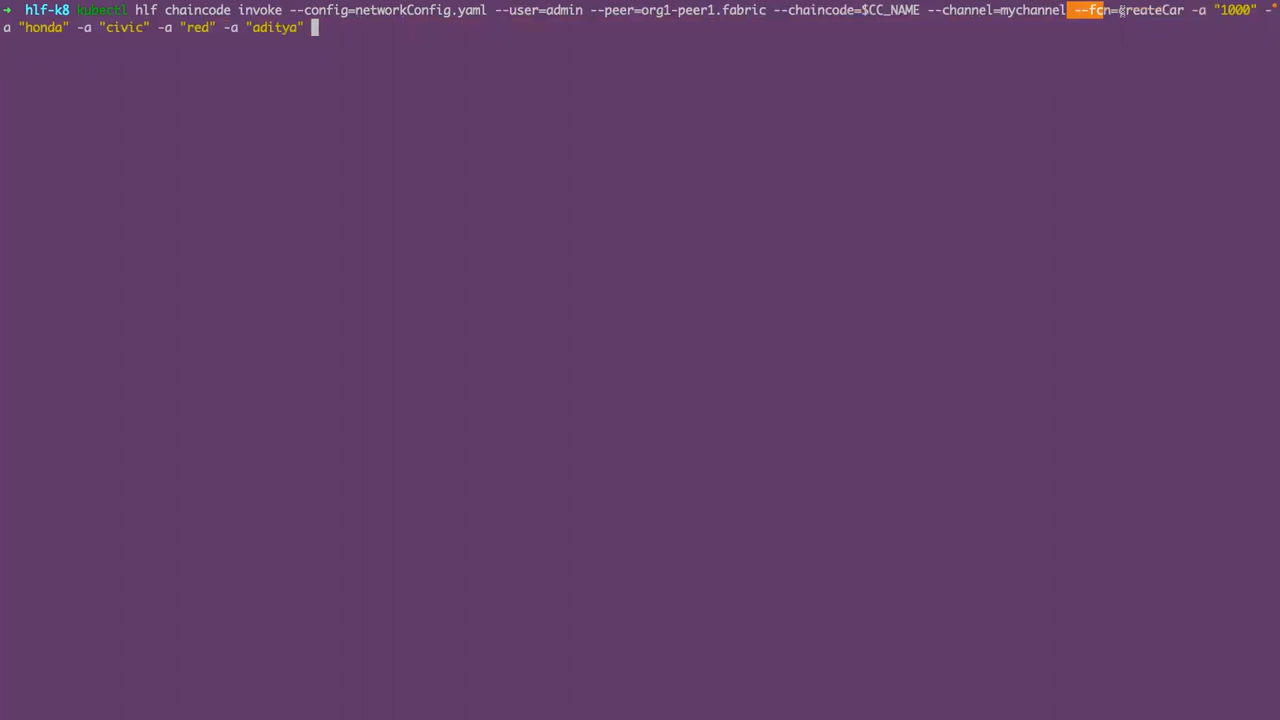 ➜  hlf-k8 kubectl hlf chaincode invoke --config=networkConfig.yaml --user=admin --peer=org1-peer1.fabric --chaincode=$CC_NAME --channel=mychannel --fcn=createCar -a "1000" -
a "honda" -a "civic" -a "red" -a "aditya"